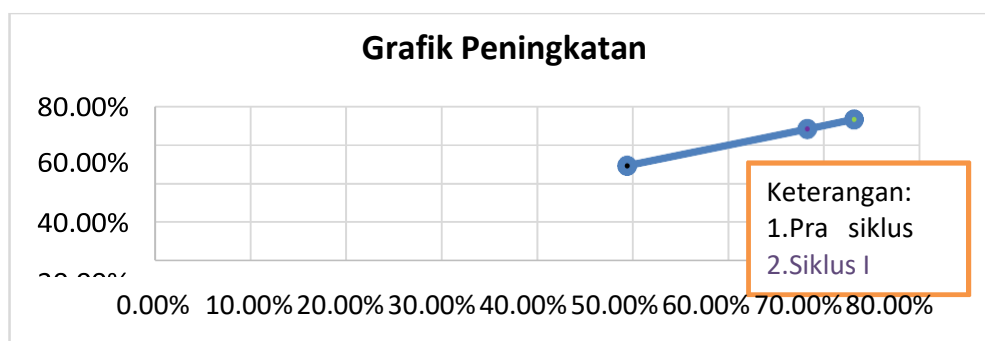 Grafik Peningkatan
80.00%
60.00%
40.00%
Keterangan:
1.Pra siklus
2.Siklus I
0.00% 10.00% 20.00% 30.00% 40.00% 50.00% 60.00% 70.00% 80.00%